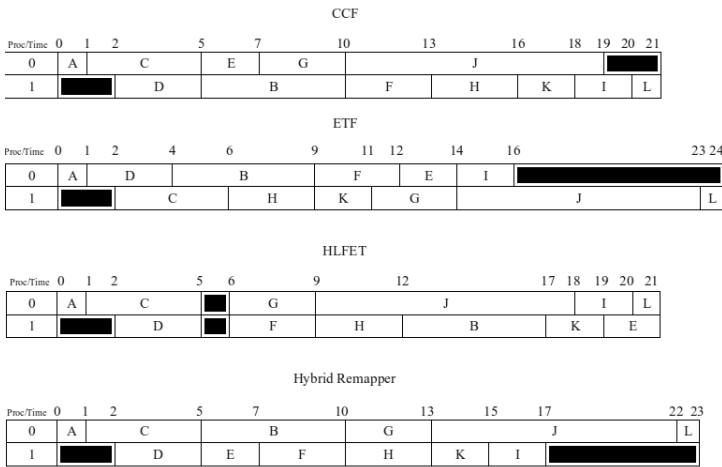 CCF
Proc/Time 0 1 2 5 7 10 13 16 18 19 20 21
0 A C E G J
1 D B F H K I L
ETF
Proc/Time 0 1 2 4 6 9 11 12 14 16 23 24
0 A D B F E I
1 C H K G J L
HLFET
Proc/Time 0 1 2 5 6 9 12 17 18 19 20 21
0 A C G J I L
1 D F H B K E
Hybrid Remapper
Proc/Time 0 1 2 5 7 10 13 15 17 22 23
0 A C B G J L
1 D E F H K I